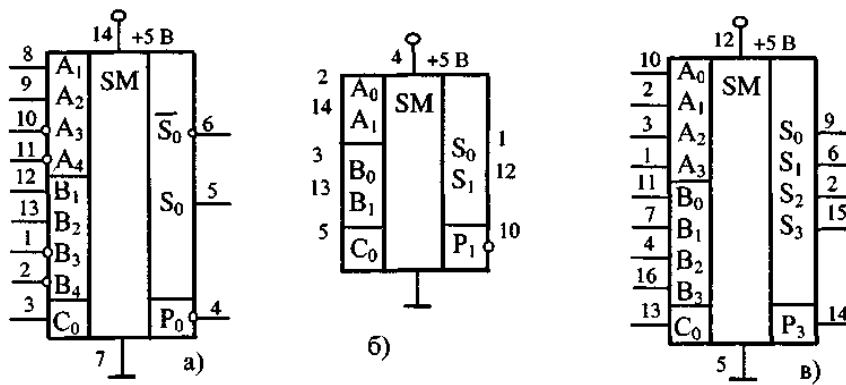 14 +5 В
8 A1 SM
9 A2
10 A3 S0 6
11 A4
12 B1 S0 5
13 B2
1 B3
2 B4
3 C0 P0 4
7 а)
4 +5 В
2 A0 SM
14 A1
3 B0 S0 1
13 B1 S1 12
5 C0 P1 10
б)
12 +5 В
10 A0 SM
2 A1
3 A2 S0 9
1 A3 S1 6
11 B0 S2 2
7 B1 S3 15
4 B2
16 B3
13 C0 P3 14
5 в)